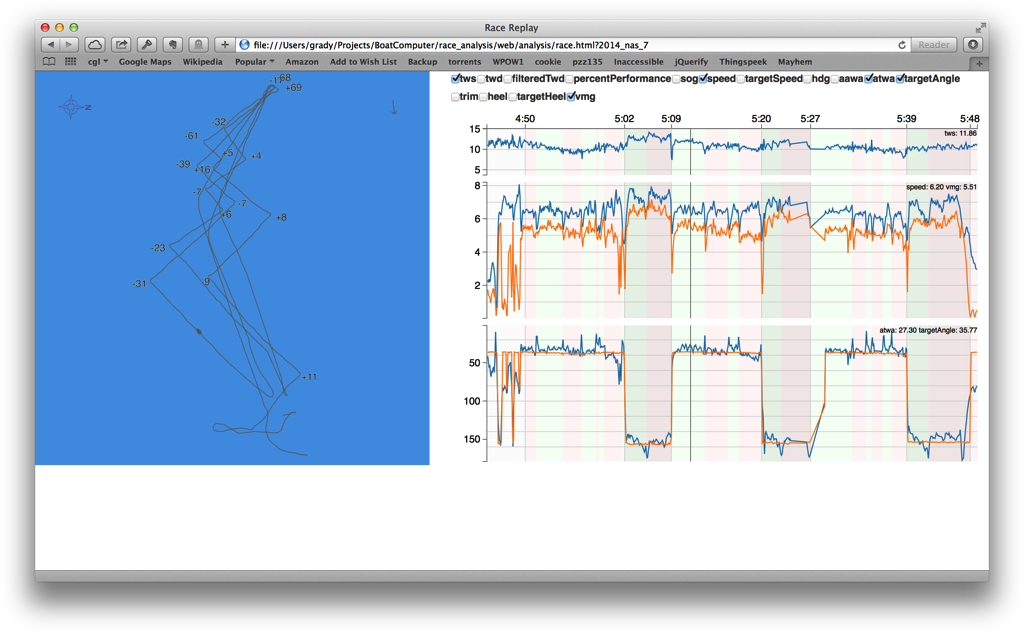 Race Replay
file:///Users/grady/Projects/BoatComputer/race_analysis/web/analysis/race.html?2014_nas_7
Reader
cgl Google Maps Wikipedia Popular Amazon Add to Wish List Backup torrents WPOW1 cookie pzz135 Inaccessible jQuerify Thingspeek Mayhem
tws twd filteredTwd percentPerformance sog speed targetSpeed hdg aawa atwa targetAngle
trim heel targetHeel vmg
4:50 5:02 5:09 5:20 5:27 5:39 5:48
15
tws: 11.86
10
5
8
speed: 6.20 vmg: 5.51
6
4
2
atwa: 27.30 targetAngle: 35.77
50
100
150
+69
-32
-61
+5
+4
-39
+16
-7
-7
+6
+8
-23
-9
-31
+11
N